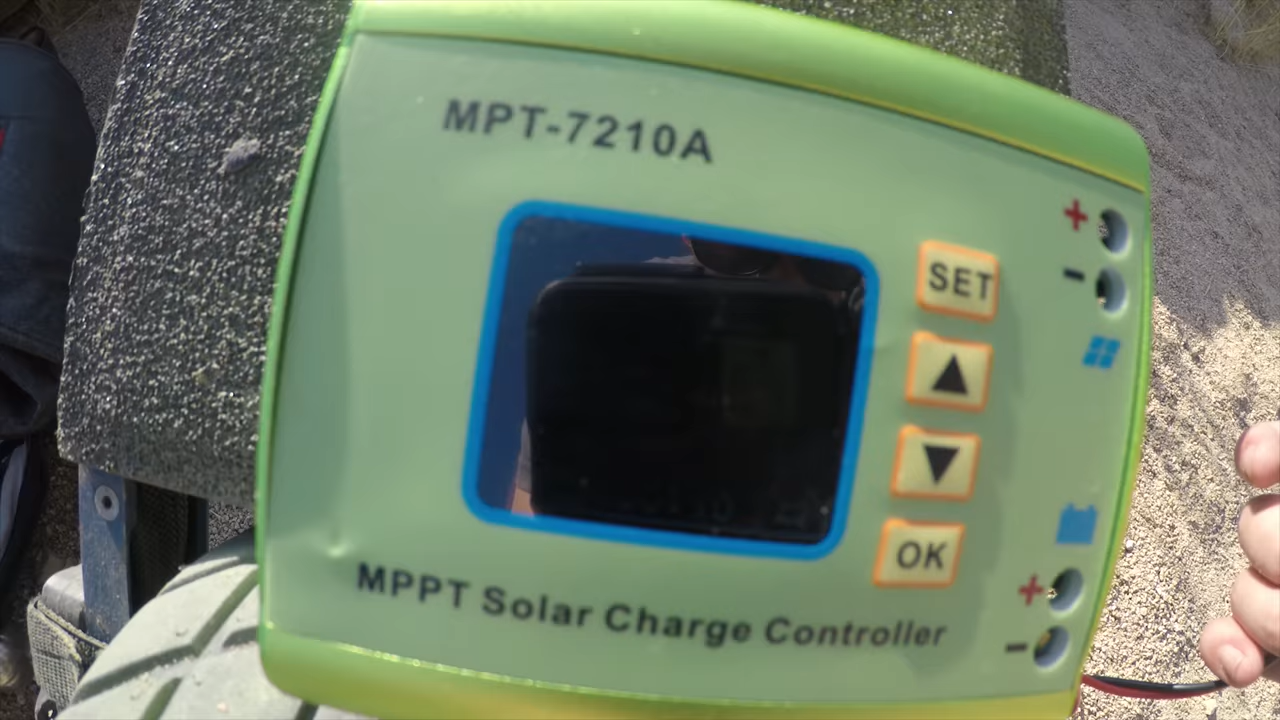 MPT-7210A
SET
+
-
OK
+
-
MPPT Solar Charge Controller